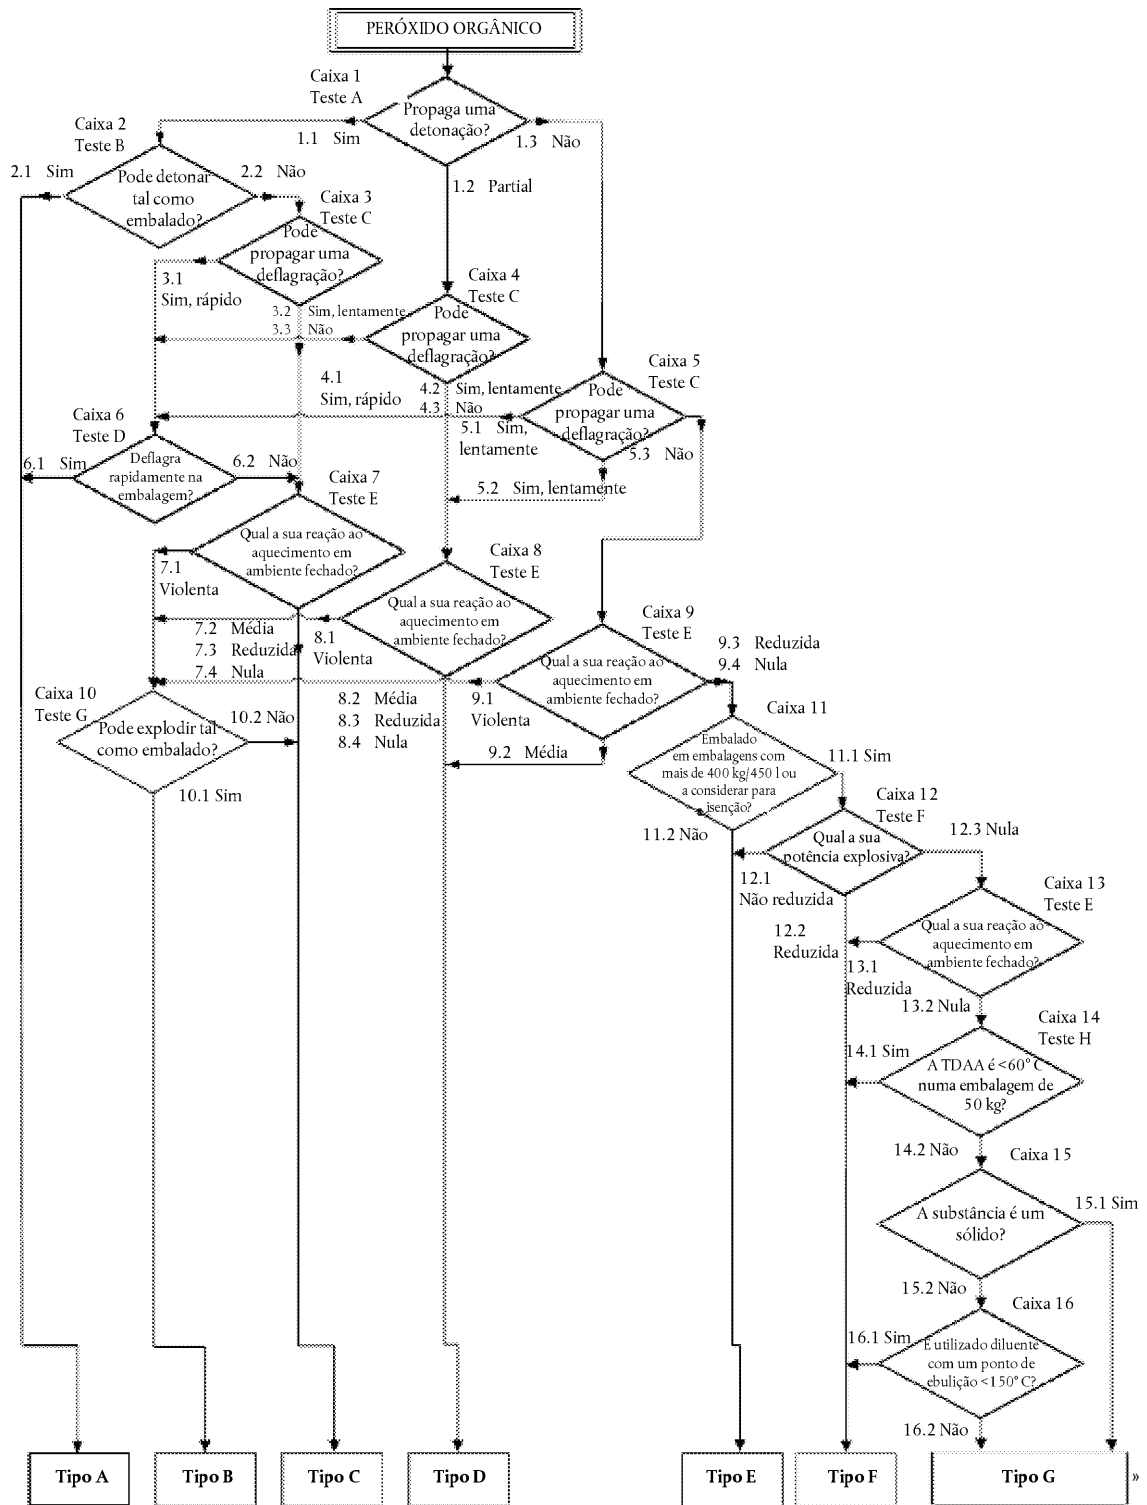 PERÓXIDO ORGÂNICO
Caixa 1
Teste A
Propaga uma
detonação?
1.1 Sim
1.3 Não
1.2 Partial
Caixa 2
Teste B
2.1 Sim
2.2 Não
Pode detonar
tal como
embalado?
Caixa 3
Teste C
Pode
propagar uma
deflagração?
3.1
Sim, rápido
3.2 Sim, lentamente
3.3 Não
Caixa 4
Teste C
Pode
propagar uma
deflagração?
4.1
Sim, rápido
4.2 Sim, lentamente
4.3 Não
Caixa 5
Teste C
Pode
propagar uma
deflagração?
5.1 Sim,
lentamente
5.3 Não
5.2 Sim, lentamente
Caixa 6
Teste D
6.1 Sim
6.2 Não
Deflagra
rapidamente na
embalagem?
Caixa 7
Teste E
Qual a sua reação ao
aquecimento em
ambiente fechado?
7.1
Violenta
7.2 Média
7.3 Reduzida
7.4 Nula
Caixa 8
Teste E
Qual a sua reação ao
aquecimento em
ambiente fechado?
8.1
Violenta
8.2 Média
8.3 Reduzida
8.4 Nula
Caixa 9
Teste E
Qual a sua reação ao
aquecimento em
ambiente fechado?
9.1
Violenta
9.2 Média
9.3 Reduzida
9.4 Nula
Caixa 10
Teste G
Pode explodir tal
como embalado?
10.2 Não
10.1 Sim
Caixa 11
Embalado
em embalagens com
mais de 400 kg/450 l ou
a considerar para
isenção?
11.1 Sim
11.2 Não
Caixa 12
Teste F
Qual a sua
potência explosiva?
12.1
Não reduzida
12.2
Reduzida
12.3 Nula
Caixa 13
Teste E
Qual a sua reação ao
aquecimento em
ambiente fechado?
13.1
Reduzida
13.2 Nula
Caixa 14
Teste H
14.1 Sim
A TDAA é <60° C
numa embalagem de
50 kg?
14.2 Não
Caixa 15
A substância é um
sólido?
15.1 Sim
15.2 Não
Caixa 16
16.1 Sim
É utilizado diluente
com um ponto de
ebulição <150° C?
16.2 Não
Tipo A
Tipo B
Tipo C
Tipo D
Tipo E
Tipo F
Tipo G
»